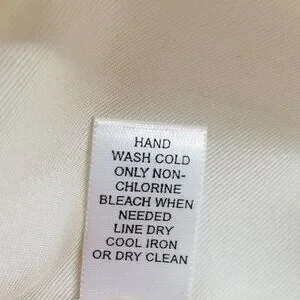 HAND
WASH COLD
ONLY NON-
CHLORINE
BLEACH WHEN
NEEDED
LINE DRY
COOL IRON
OR DRY CLEAN